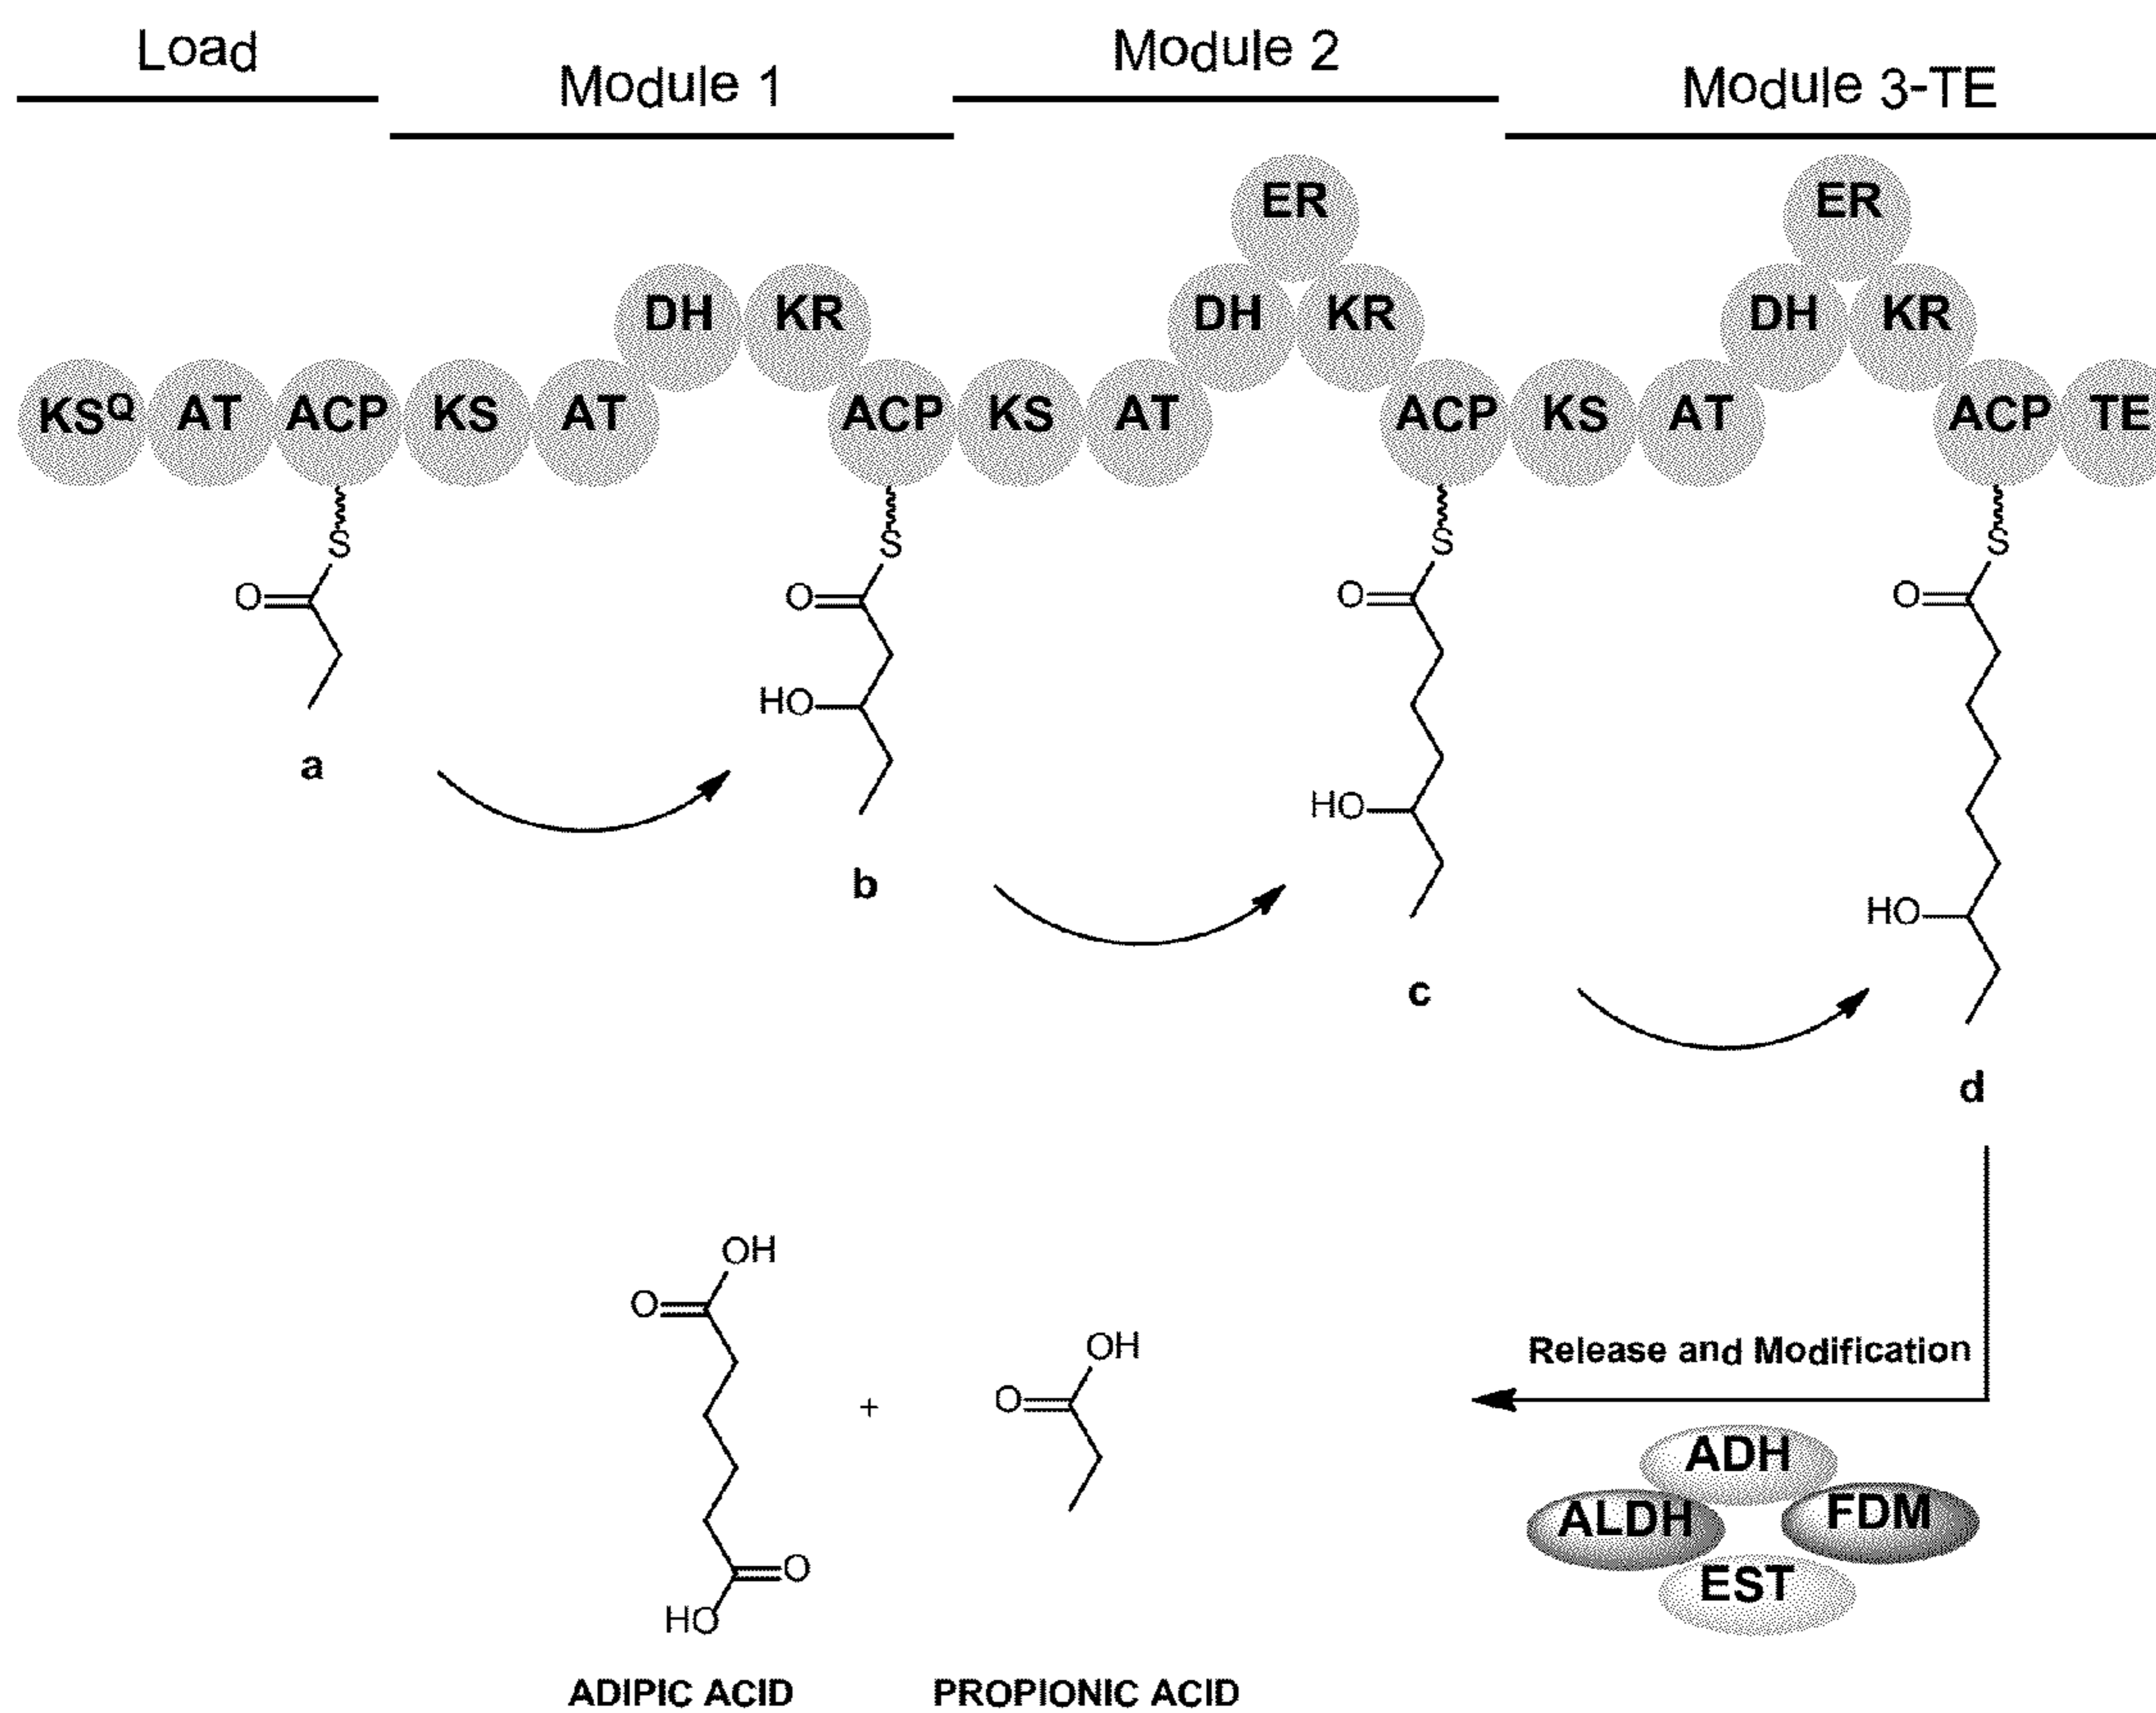 Load
Module 1
Module 2
Module 3-TE
ER
ER
DH KR
DH KR
DH KR
KSQ AT ACP KS AT
ACP KS AT
ACP KS AT
ACP TE
S
S
S
S
O
O
O
O
HO
HO
HO
a
b
c
d
OH
O
OH
O
+
O
HO
Release and Modification
ADH
ALDH
FDM
EST
ADIPIC ACID
PROPIONIC ACID